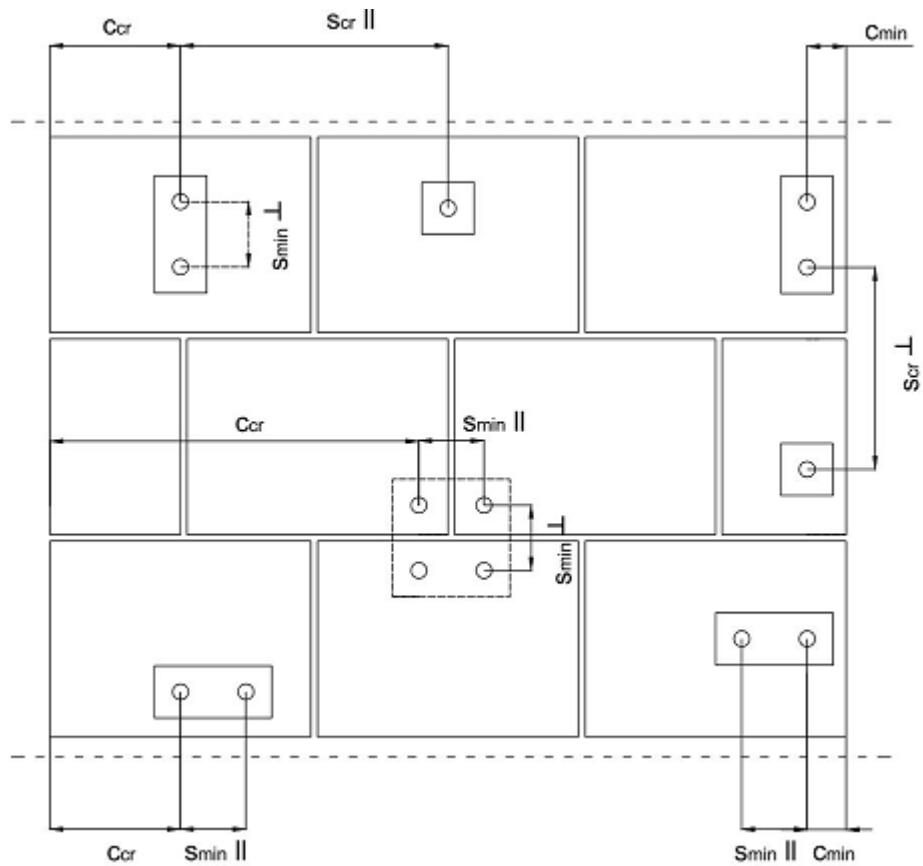 Ccr
Scr II
Cmin
Smin ⊥
Scr ⊥
Ccr
Smin II
Smin ⊥
Ccr
Smin II
Smin II
Cmin